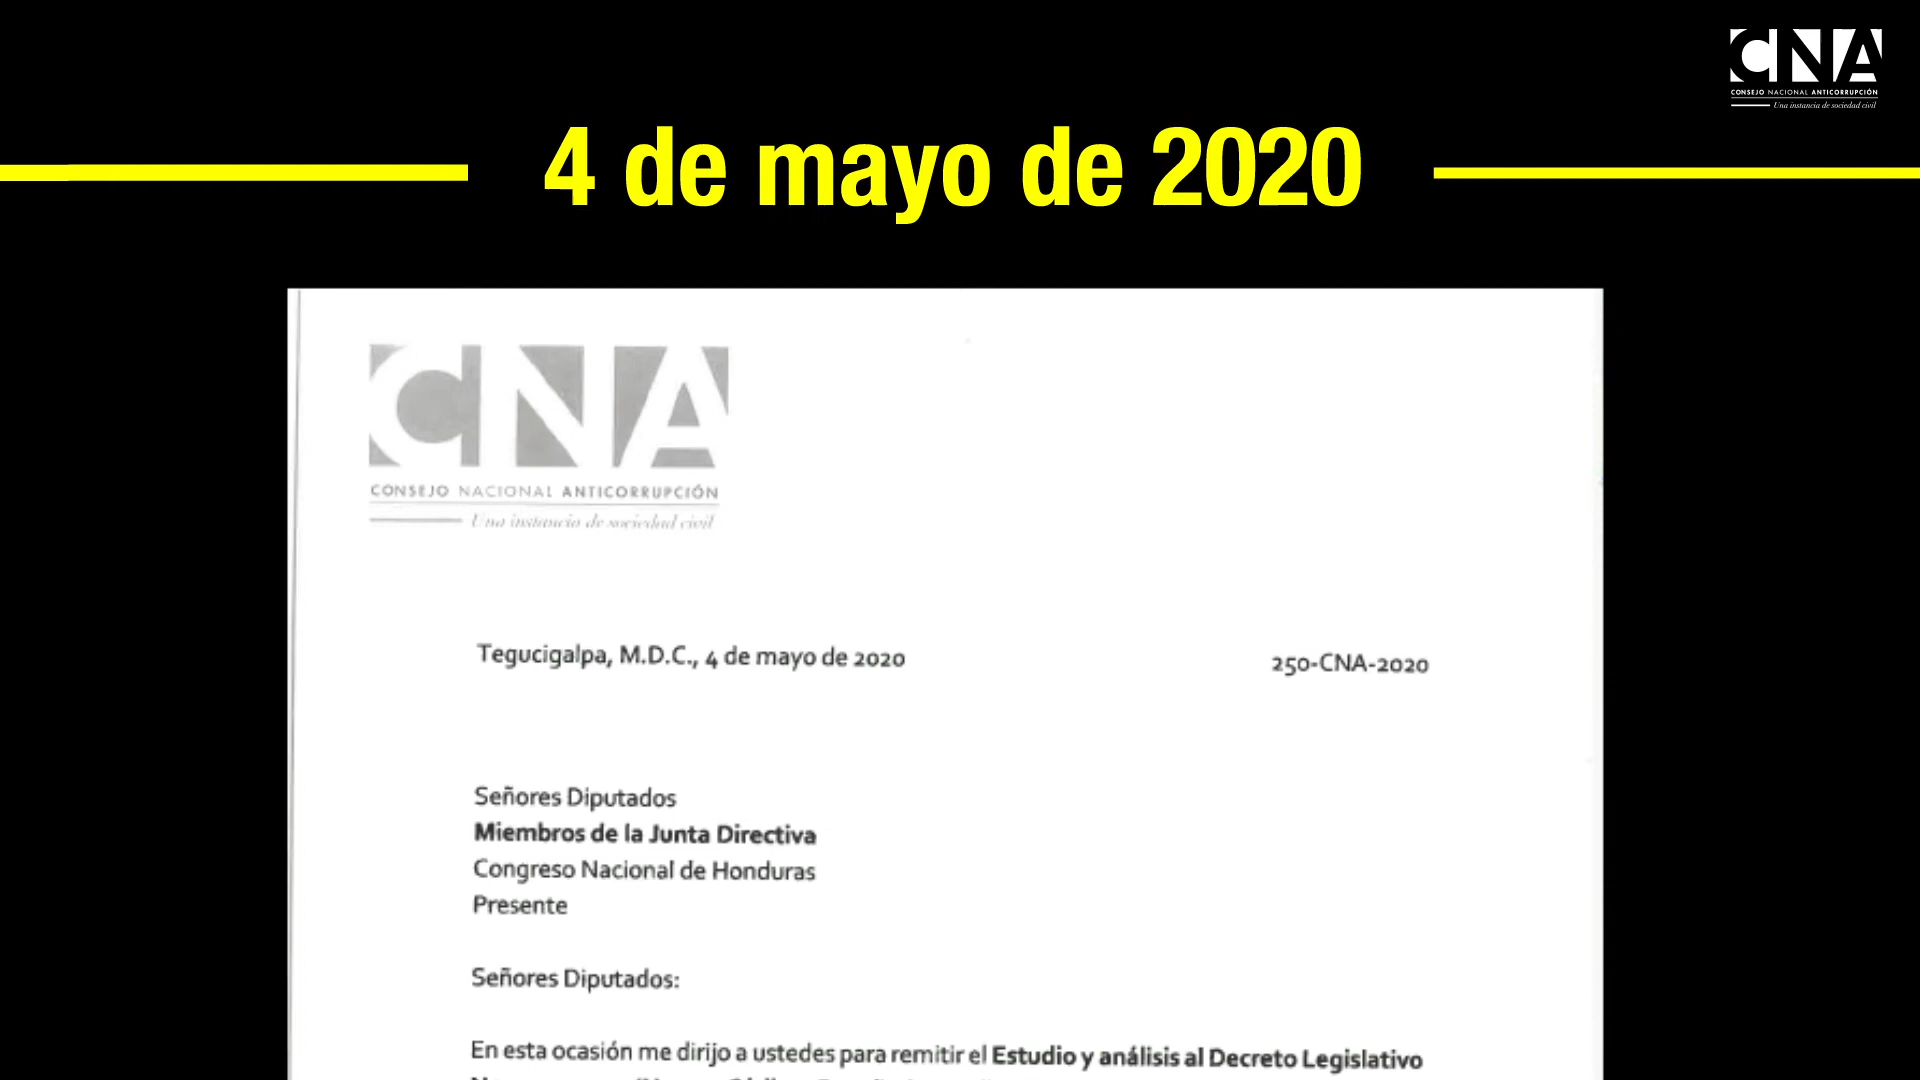 CNA
CONSEJO NACIONAL ANTICORRUPCIÓN
Una instancia de sociedad civil
4 de mayo de 2020
CNA
CONSEJO NACIONAL ANTICORRUPCIÓN
Una instancia de sociedad civil
Tegucigalpa, M.D.C., 4 de mayo de 2020 250-CNA-2020
Señores Diputados
Miembros de la Junta Directiva
Congreso Nacional de Honduras
Presente
Señores Diputados:
En esta ocasión me dirijo a ustedes para remitir el Estudio y análisis al Decreto Legislativo